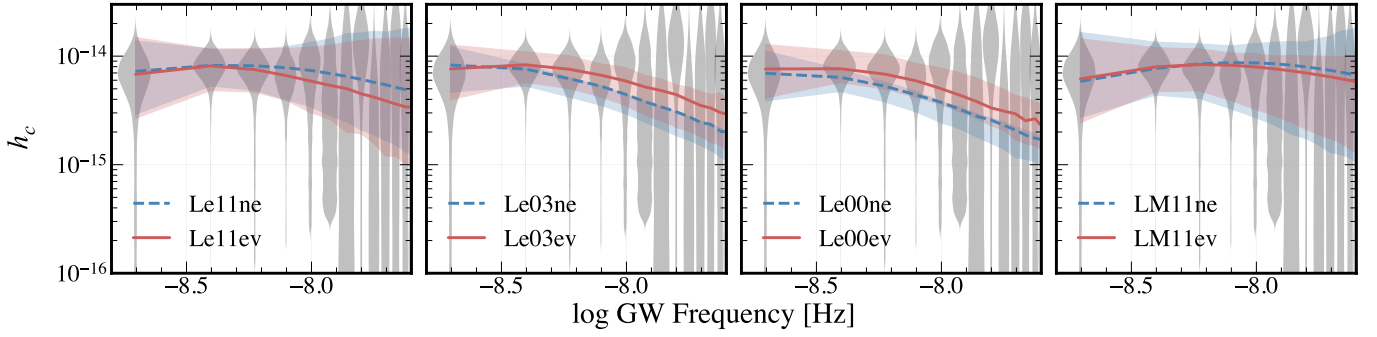 h_c
10⁻¹⁴
10⁻¹⁵
10⁻¹⁶
Le11ne
Le11ev
Le03ne
Le03ev
Le00ne
Le00ev
LM11ne
LM11ev
−8.5 −8.0 −8.5 −8.0 −8.5 −8.0 −8.5 −8.0
log GW Frequency [Hz]